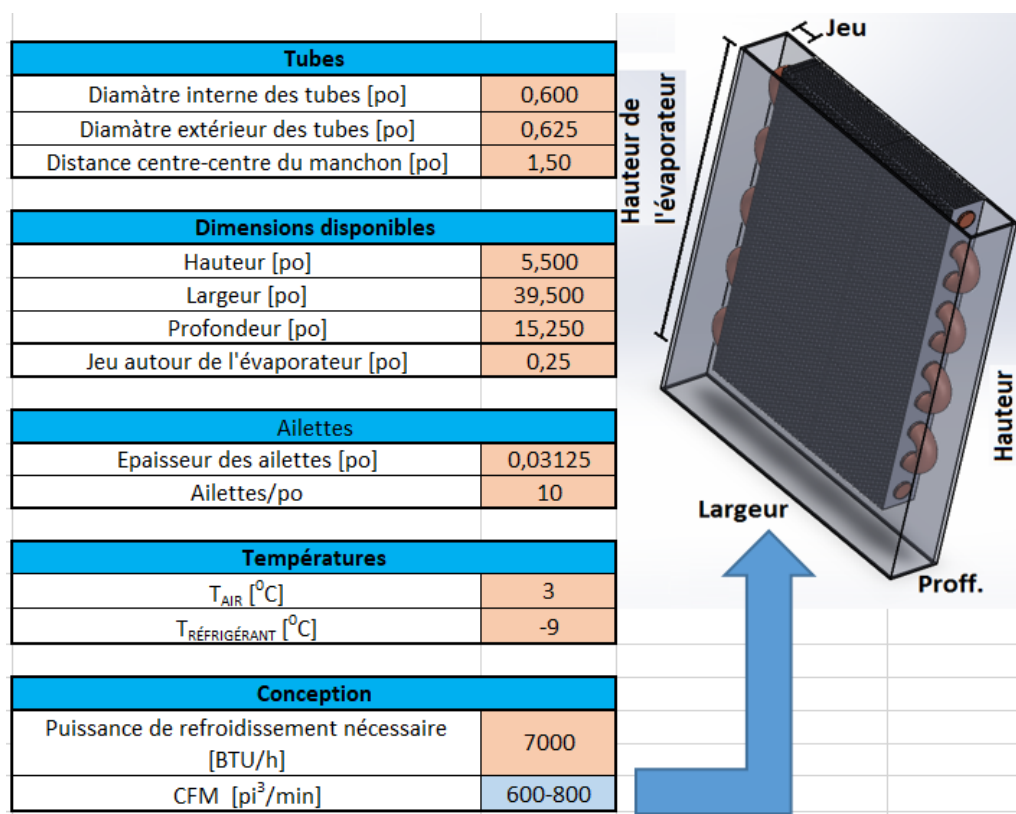 Tubes
Diamàtre interne des tubes [po] 0,600
Diamàtre extérieur des tubes [po] 0,625
Distance centre-centre du manchon [po] 1,50
Dimensions disponibles
Hauteur [po] 5,500
Largeur [po] 39,500
Profondeur [po] 15,250
Jeu autour de l'évaporateur [po] 0,25
Ailettes
Epaisseur des ailettes [po] 0,03125
Ailettes/po 10
Températures
T_AIR [⁰C] 3
T_RÉFRIGÉRANT [⁰C] -9
Conception
Puissance de refroidissement nécessaire
[BTU/h] 7000
CFM [pi³/min] 600-800
Jeu
Hauteur de
l'évaporateur
Hauteur
Largeur
Proff.